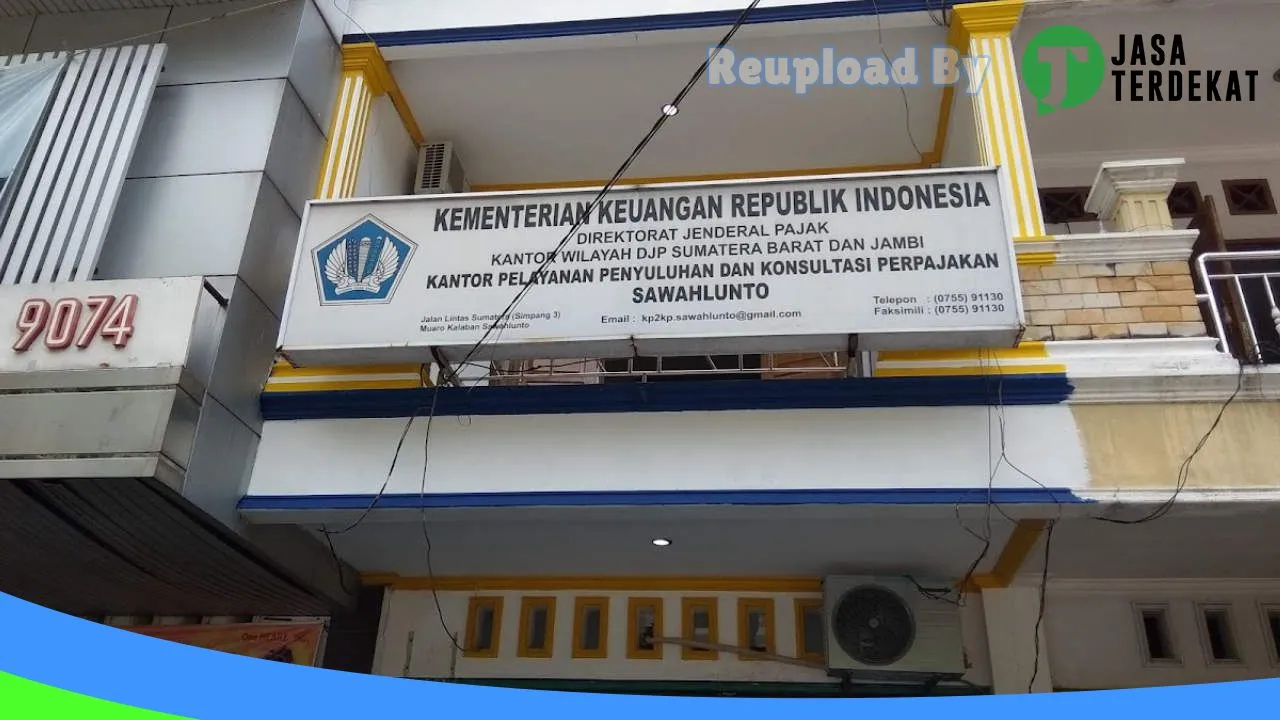 Reupload By
JASA
TERDEKAT
KEMENTERIAN KEUANGAN REPUBLIK INDONESIA
DIREKTORAT JENDERAL PAJAK
KANTOR WILAYAH DJP SUMATERA BARAT DAN JAMBI
KANTOR PELAYANAN PENYULUHAN DAN KONSULTASI PERPAJAKAN
SAWAHLUNTO
Jalan Lintas Sumatera (Simpang 3)
Muaro Kalaban Sawahlunto
Email : kp2kp.sawahlunto@gmail.com
Telepon : (0755) 91130
Faksimili : (0755) 91130
9074